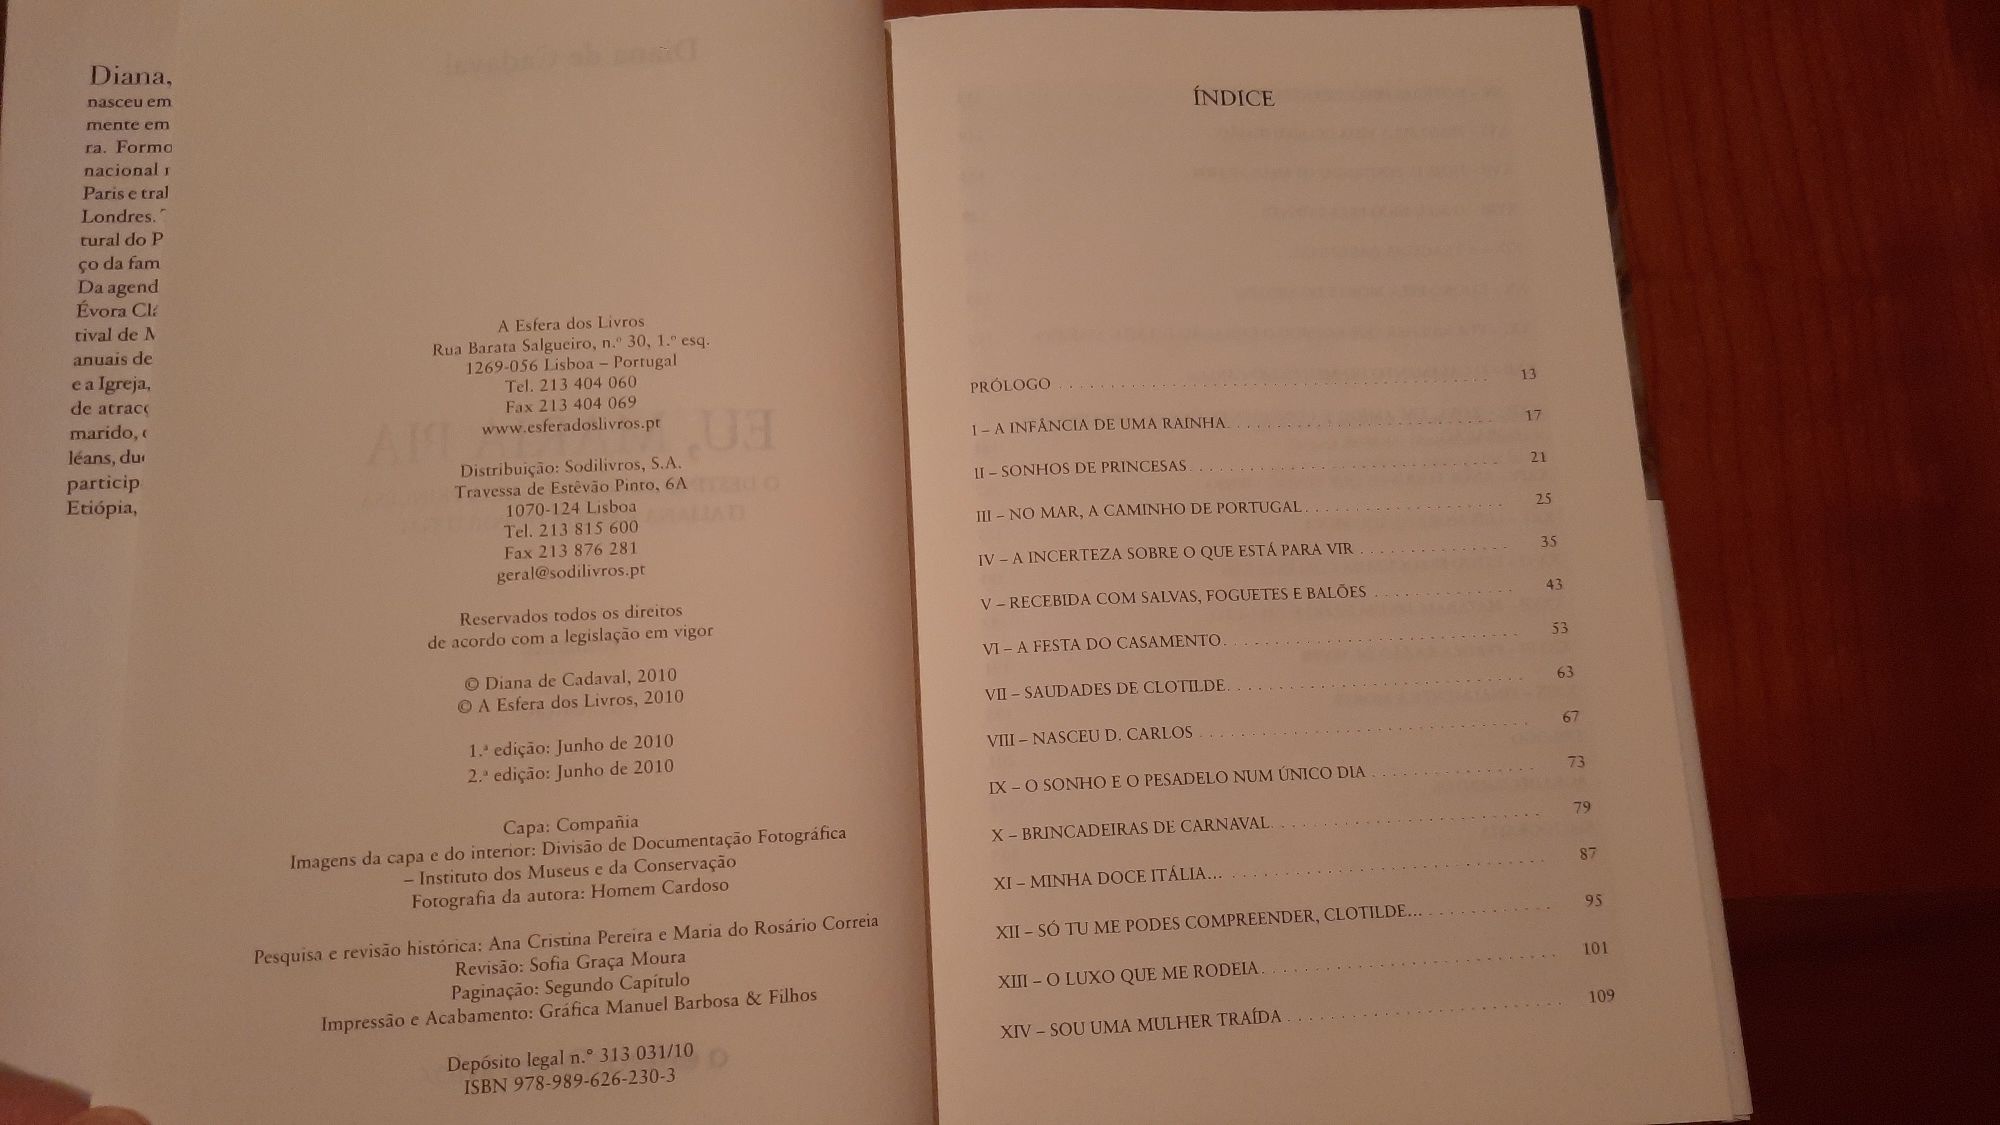 Diana,
nasceu em
mente em
ra. Formo
nacional
Paris e
Londres.
tural do P
ço da fam
Da agend
Évora
tival de
anuais de
e a Igreja,
de
marido,
léans,
particip
Etiópia,
A Esfera dos Livros
Rua Barata Salgueiro, n.º 30, 1.º esq.
1269-056 Lisboa – Portugal
Tel. 213 404 060
Fax 213 404 069
www.esferadoslivros.pt
Distribuição: Sodilivros, S.A.
Travessa de Estêvão Pinto, 6A
1070-124 Lisboa
Tel. 213 815 600
Fax 213 876 281
geral@sodilivros.pt
Reservados todos os direitos
de acordo com a legislação em vigor
© Diana de Cadaval, 2010
© A Esfera dos Livros, 2010
1.ª edição: Junho de 2010
2.ª edição: Junho de 2010
Capa: Compañia
Imagens da capa e do interior: Divisão de Documentação Fotográfica
– Instituto dos Museus e da Conservação
Fotografia da autora: Homem Cardoso
Pesquisa e revisão histórica: Ana Cristina Pereira e Maria do Rosário Correia
Revisão: Sofia Graça Moura
Paginação: Segundo Capítulo
Impressão e Acabamento: Gráfica Manuel Barbosa & Filhos
Depósito legal n.° 313 031/10
ISBN 978-989-626-230-3
ÍNDICE
PRÓLOGO . . . . . . . . . . 13
I – A INFÂNCIA DE UMA RAINHA. . . . . . . . . . 17
II – SONHOS DE PRINCESAS . . . . . . . . . . 21
III – NO MAR, A CAMINHO DE PORTUGAL . . . . . . . . . . 25
IV – A INCERTEZA SOBRE O QUE ESTÁ PARA VIR . . . . . . . . . . 35
V – RECEBIDA COM SALVAS, FOGUETES E BALÕES . . . . . . . . . . 43
VI – A FESTA DO CASAMENTO. . . . . . . . . . 53
VII – SAUDADES DE CLOTILDE. . . . . . . . . . 63
VIII – NASCEU D. CARLOS . . . . . . . . . . 67
IX – O SONHO E O PESADELO NUM ÚNICO DIA . . . . . . . . . . 73
X – BRINCADEIRAS DE CARNAVAL. . . . . . . . . . 79
XI – MINHA DOCE ITÁLIA... . . . . . . . . . . 87
XII – SÓ TU ME PODES COMPREENDER, CLOTILDE... . . . . . . . . . . 95
XIII – O LUXO QUE ME RODEIA. . . . . . . . . . 101
XIV – SOU UMA MULHER TRAÍDA . . . . . . . . . . 109